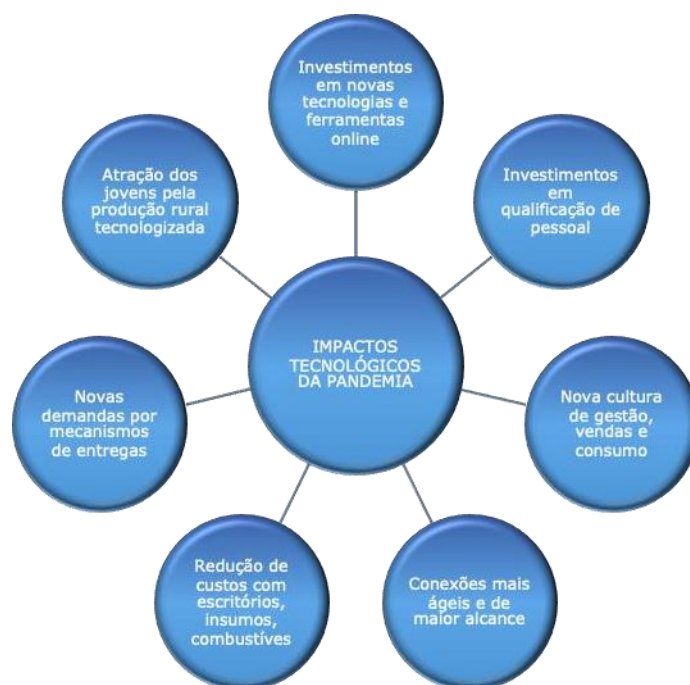 Investimentos
em novas
tecnologias e
ferramentas
online
Investimentos
em
qualificação de
pessoal
Nova cultura
de gestão,
vendas e
consumo
Conexões mais
ágeis e de
maior alcance
Redução de
custos com
escritórios,
insumos,
combustíves
Novas
demandas por
mecanismos
de entregas
Atração dos
jovens pela
produção rural
tecnologizada
IMPACTOS
TECNOLÓGICOS
DA PANDEMIA